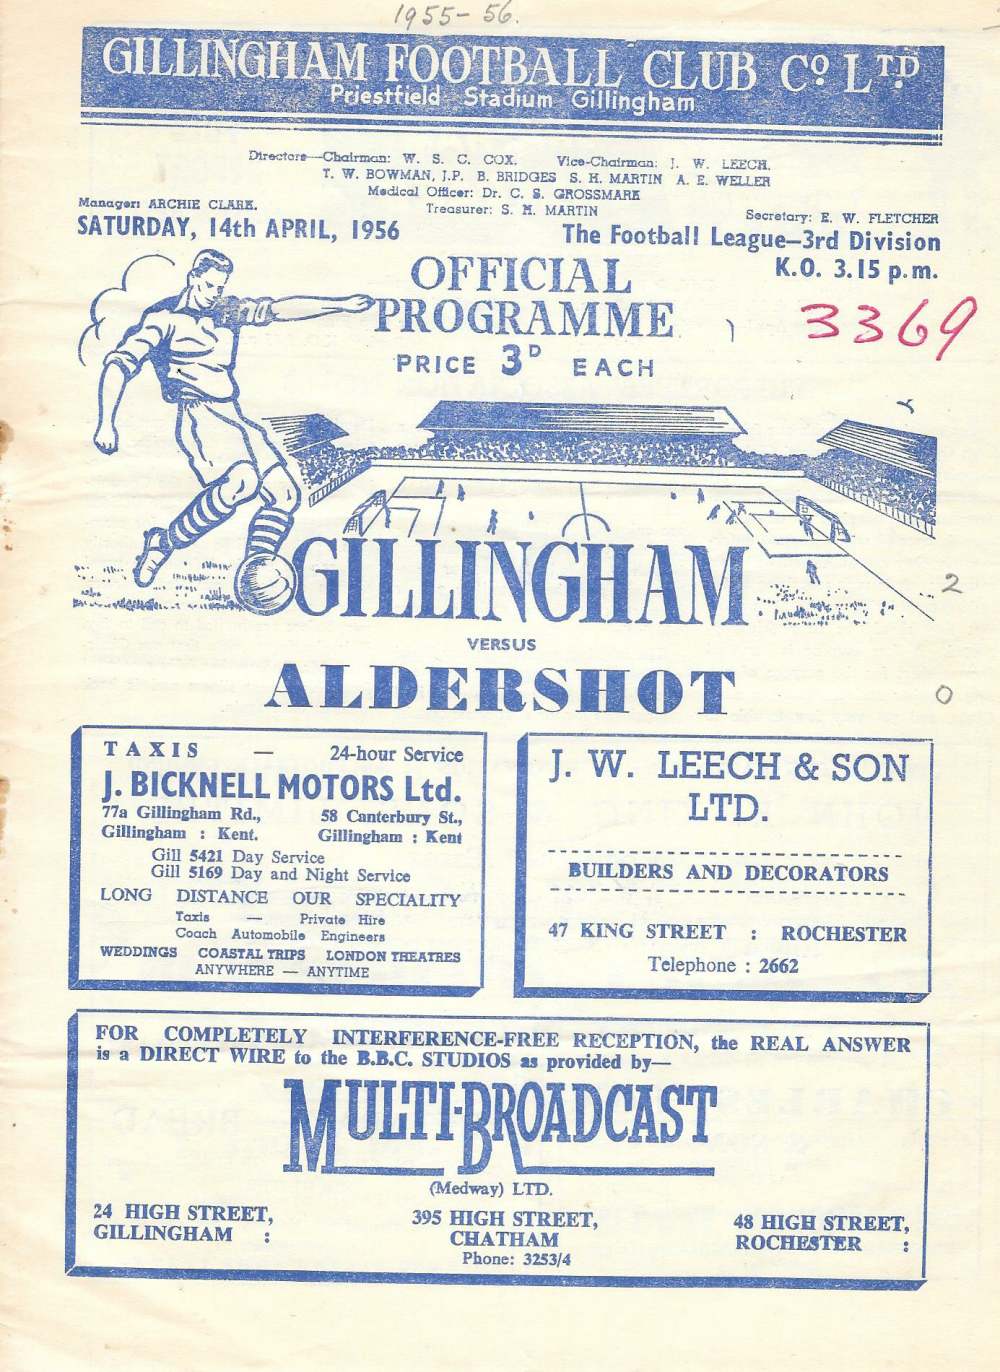 1955-56.
GILLINGHAM FOOTBALL CLUB Cº LTD
Priestfield Stadium Gillingham
Directors—Chairman: W. S. C. COX. Vice-Chairman: J. W. LEECH.
T. W. BOWMAN, J.P. B. BRIDGES S. H. MARTIN A. E. WELLER
Medical Officer: Dr. C. S. GROSSMARK
Manager: ARCHIE CLARK. Treasurer: S. H. MARTIN Secretary: E. W. FLETCHER
SATURDAY, 14th APRIL, 1956 The Football League—3rd Division
K.O. 3.15 p.m.
OFFICIAL
PROGRAMME
3369
PRICE 3D EACH
GILLINGHAM
2
VERSUS
ALDERSHOT
0
TAXIS — 24-hour Service
J. BICKNELL MOTORS Ltd.
77a Gillingham Rd., 58 Canterbury St.,
Gillingham : Kent. Gillingham : Kent
Gill 5421 Day Service
Gill 5169 Day and Night Service
LONG DISTANCE OUR SPECIALITY
Taxis — Private Hire
Coach Automobile Engineers
WEDDINGS COASTAL TRIPS LONDON THEATRES
ANYWHERE — ANYTIME
J. W. LEECH & SON
LTD.
BUILDERS AND DECORATORS
47 KING STREET : ROCHESTER
Telephone : 2662
FOR COMPLETELY INTERFERENCE-FREE RECEPTION, the REAL ANSWER
is a DIRECT WIRE to the B.B.C. STUDIOS as provided by—
MULTI-BROADCAST
(Medway) LTD.
24 HIGH STREET, 395 HIGH STREET, 48 HIGH STREET,
GILLINGHAM : CHATHAM ROCHESTER :
Phone: 3253/4